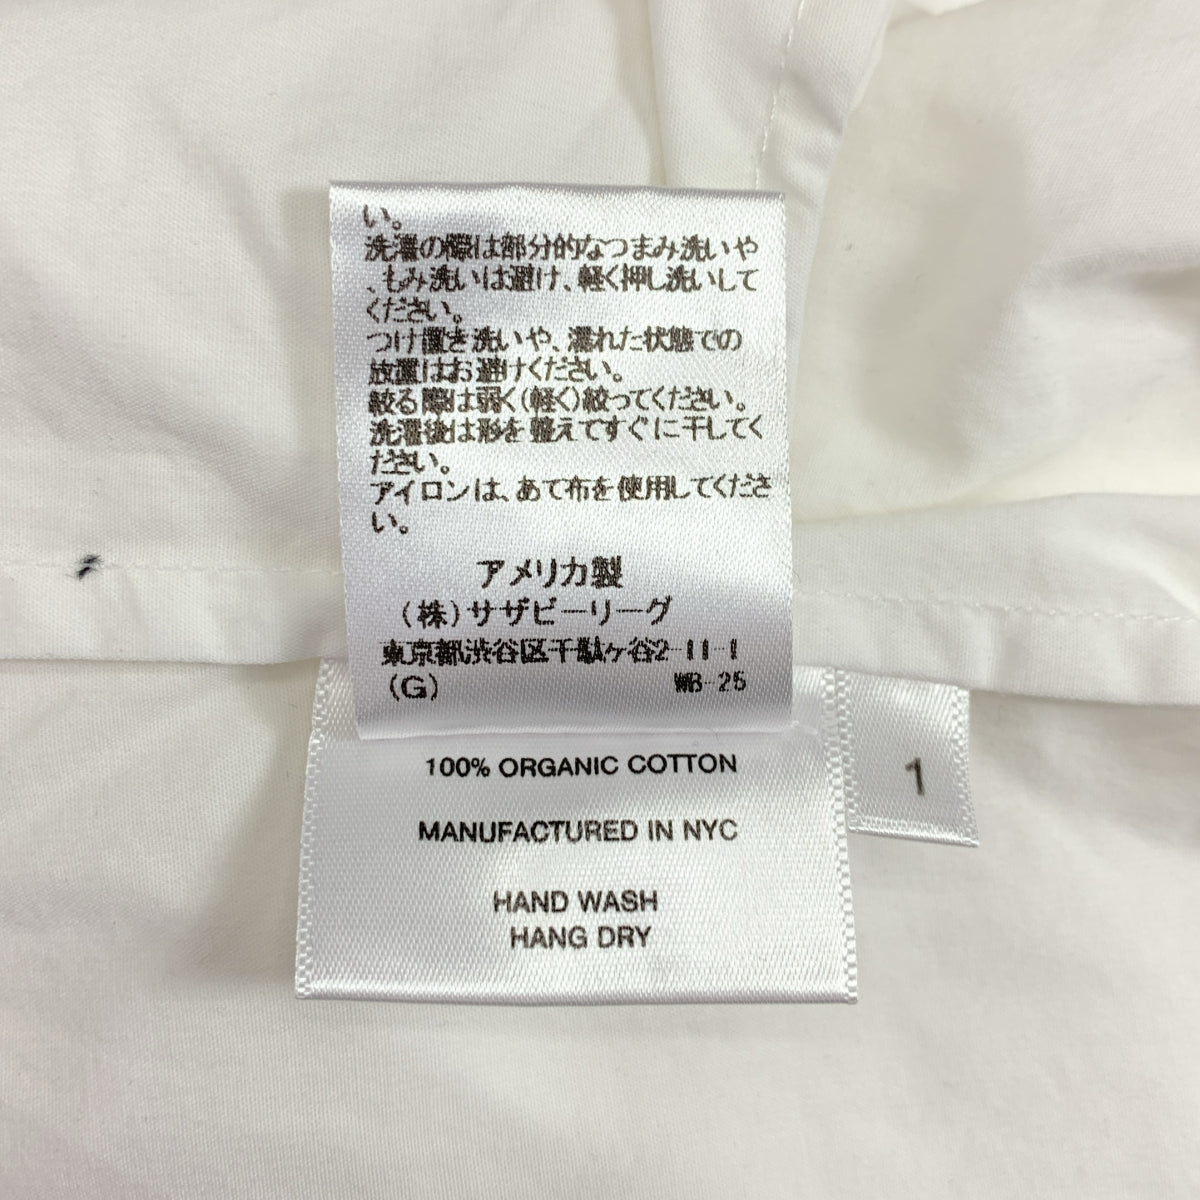 い。
洗濯の際は部分的なつまみ洗いや
、もみ洗いは避け、軽く押し洗いして
ください。
つけ置き洗いや、濡れた状態での
放置はお避けください。
絞る際は弱く(軽く)絞ってください。
洗濯後は形を整えてすぐに干してく
ださい。
アイロンは、あて布を使用してくださ
い。
アメリカ製
(株)サザビーリーグ
東京都渋谷区千駄ヶ谷2-11-1
(G) WB-25
100% ORGANIC COTTON
MANUFACTURED IN NYC
HAND WASH
HANG DRY
1